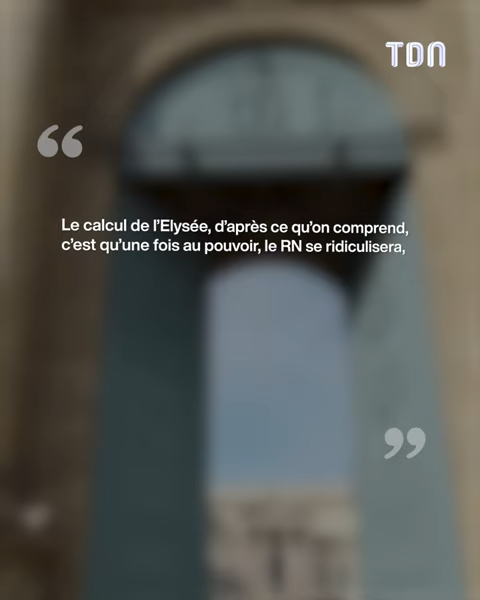 TDN
“
Le calcul de l’Elysée, d’après ce qu’on comprend,
c’est qu’une fois au pouvoir, le RN se ridiculisera,
”